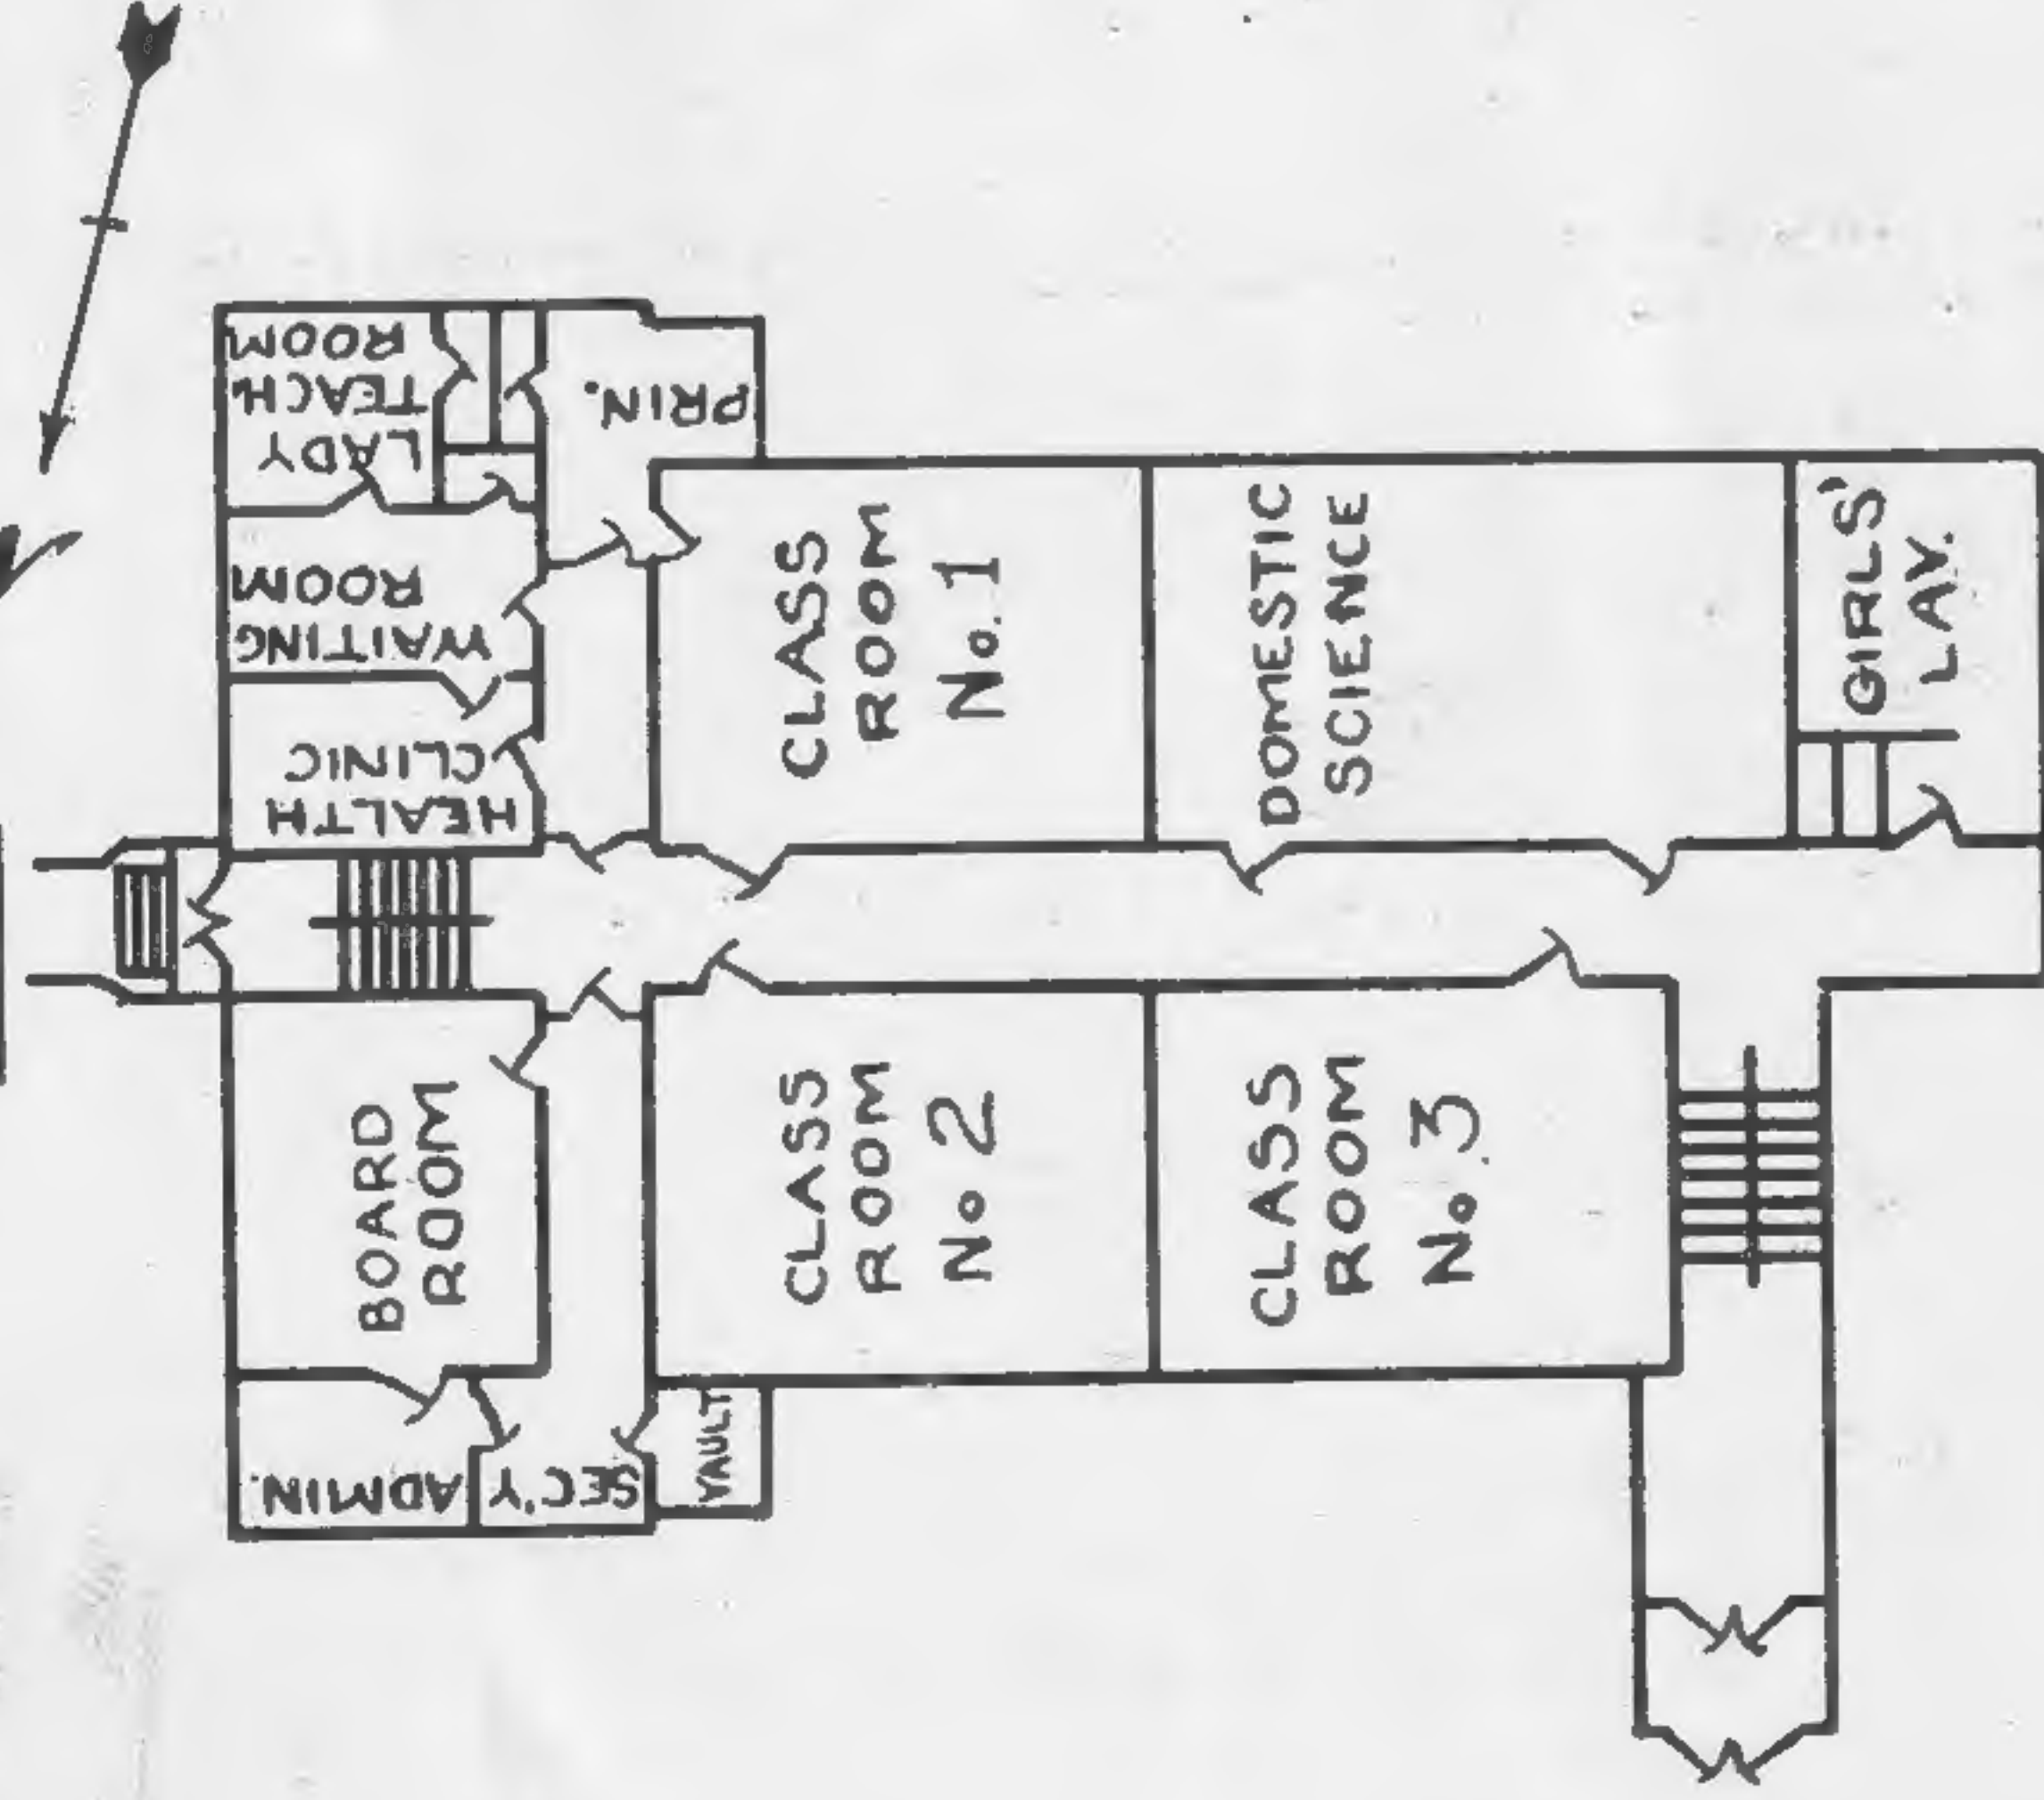 LADY
TEACH
ROOM
PRIN.
WAITING
ROOM
HEALTH
CLINIC
CLASS
ROOM
No. 1
DOMESTIC
SCIENCE
GIRLS'
LAV.
BOARD
ROOM
CLASS
ROOM
No 2
CLASS
ROOM
No. 3
ADMIN.
SEC'Y
VAULT